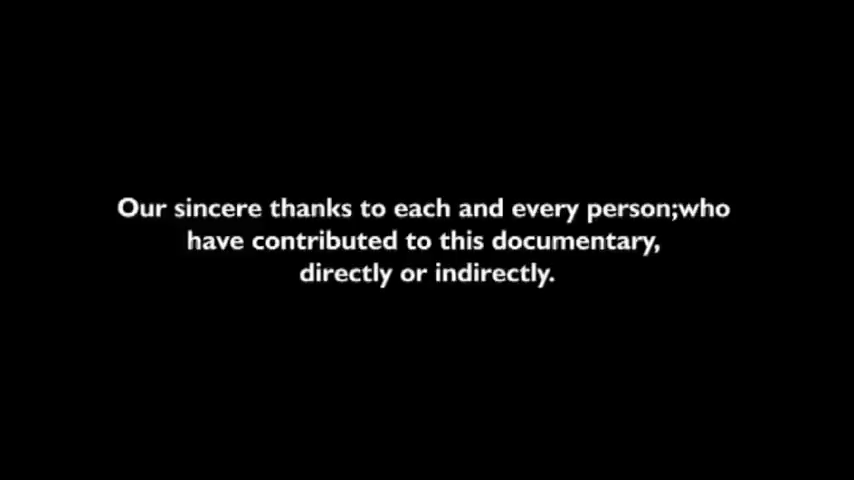 Our sincere thanks to each and every person;who
have contributed to this documentary,
directly or indirectly.